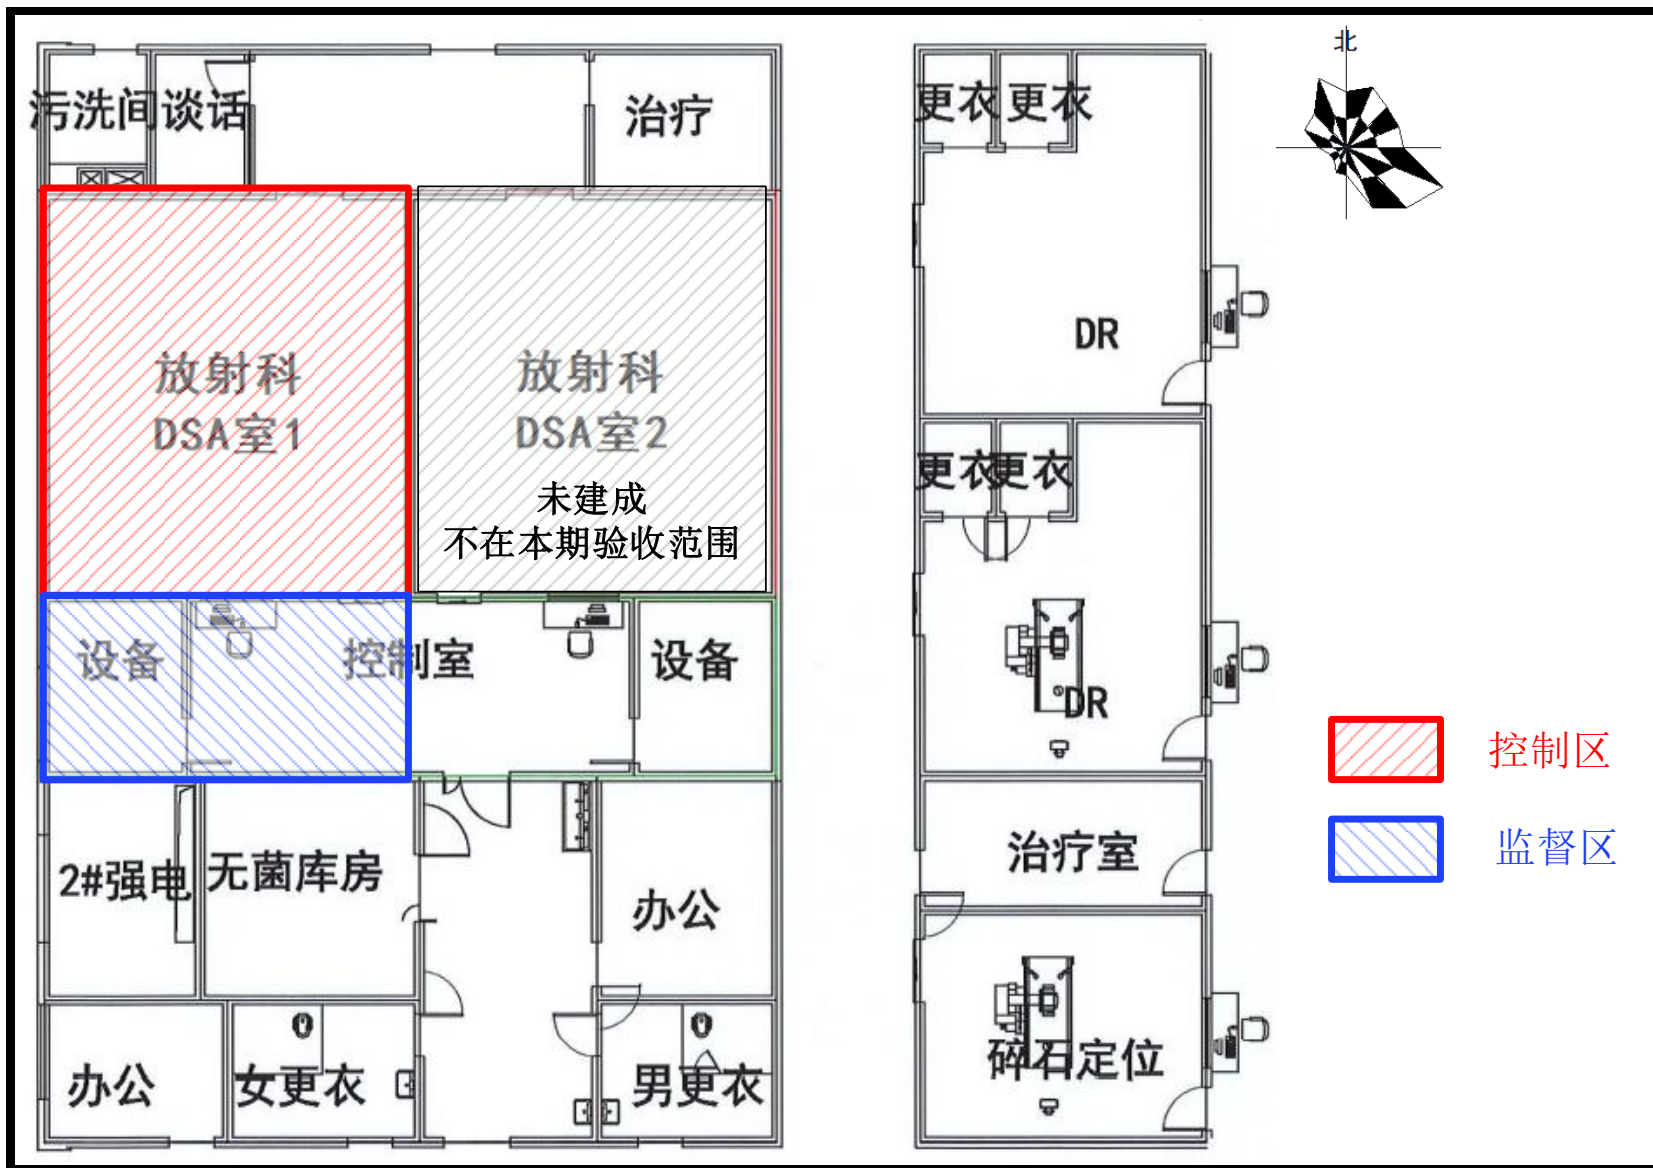 北
污洗间 谈话
治疗
更衣 更衣
放射科
DSA室1
放射科
DSA室2
未建成
不在本期验收范围
DR
更衣 更衣
设备
控制室
设备
DR
控制区
监督区
2#强电
无菌库房
办公
治疗室
办公
女更衣
男更衣
碎石定位